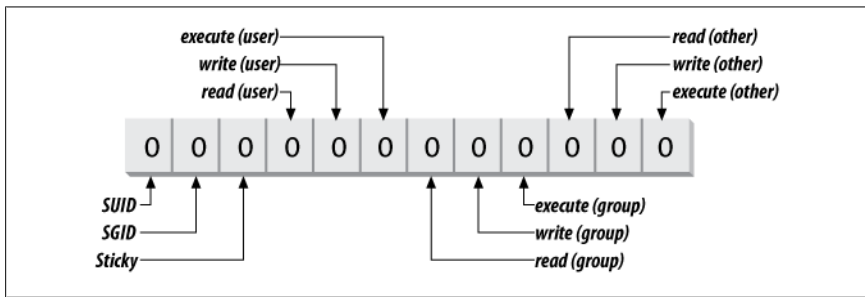 execute (user)
write (user)
read (user)
read (other)
write (other)
execute (other)
0 0 0 0 0 0 0 0 0 0 0 0
SUID
SGID
Sticky
execute (group)
write (group)
read (group)